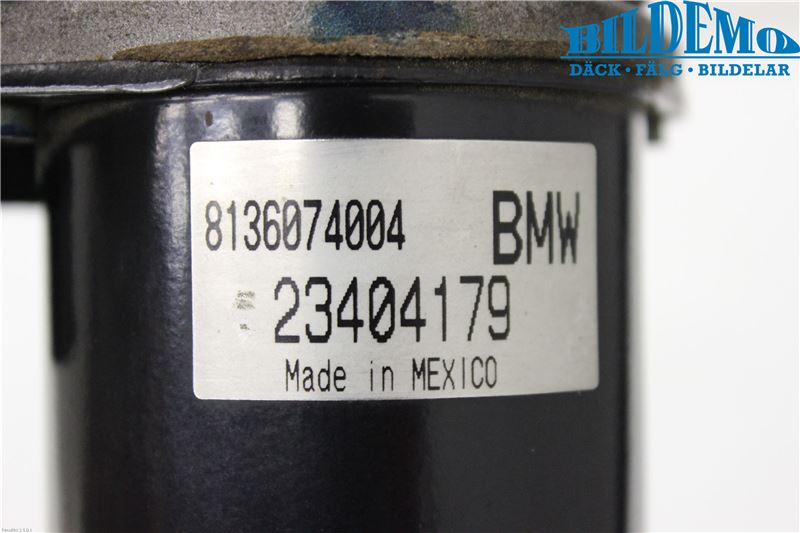 BILDEMO
DÄCK • FÄLG • BILDELAR
8136074004 BMW
23404179
Made in MEXICO